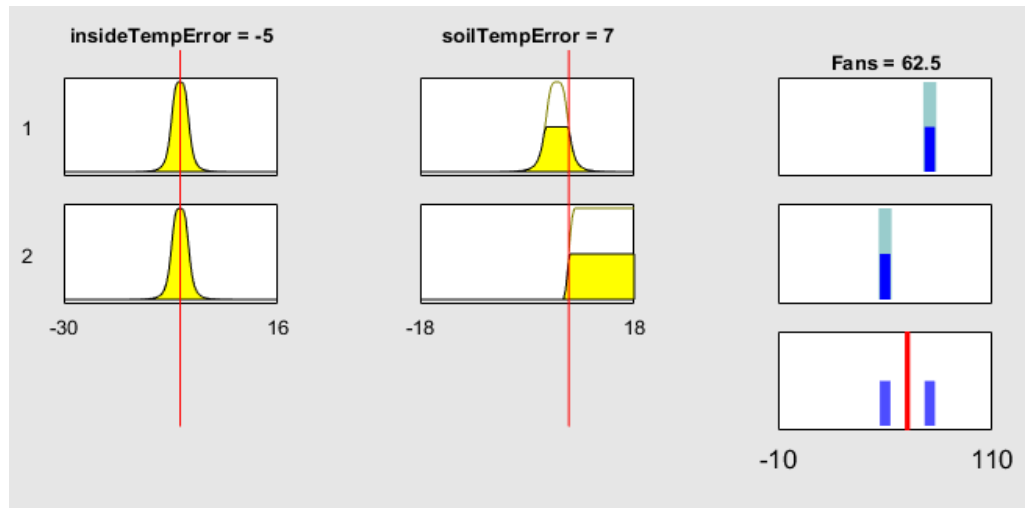 insideTempError = -5
soilTempError = 7
Fans = 62.5
1
2
-30 16
-18 18
-10 110